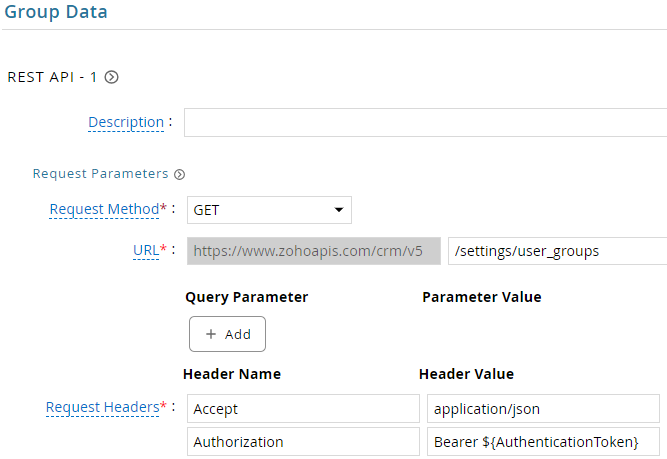 Group Data
REST API - 1
Description :
Request Parameters
Request Method* : GET
URL* : https://www.zohoapis.com/crm/v5 /settings/user_groups
Query Parameter Parameter Value
+ Add
Header Name Header Value
Request Headers* : Accept application/json
Authorization Bearer ${AuthenticationToken}